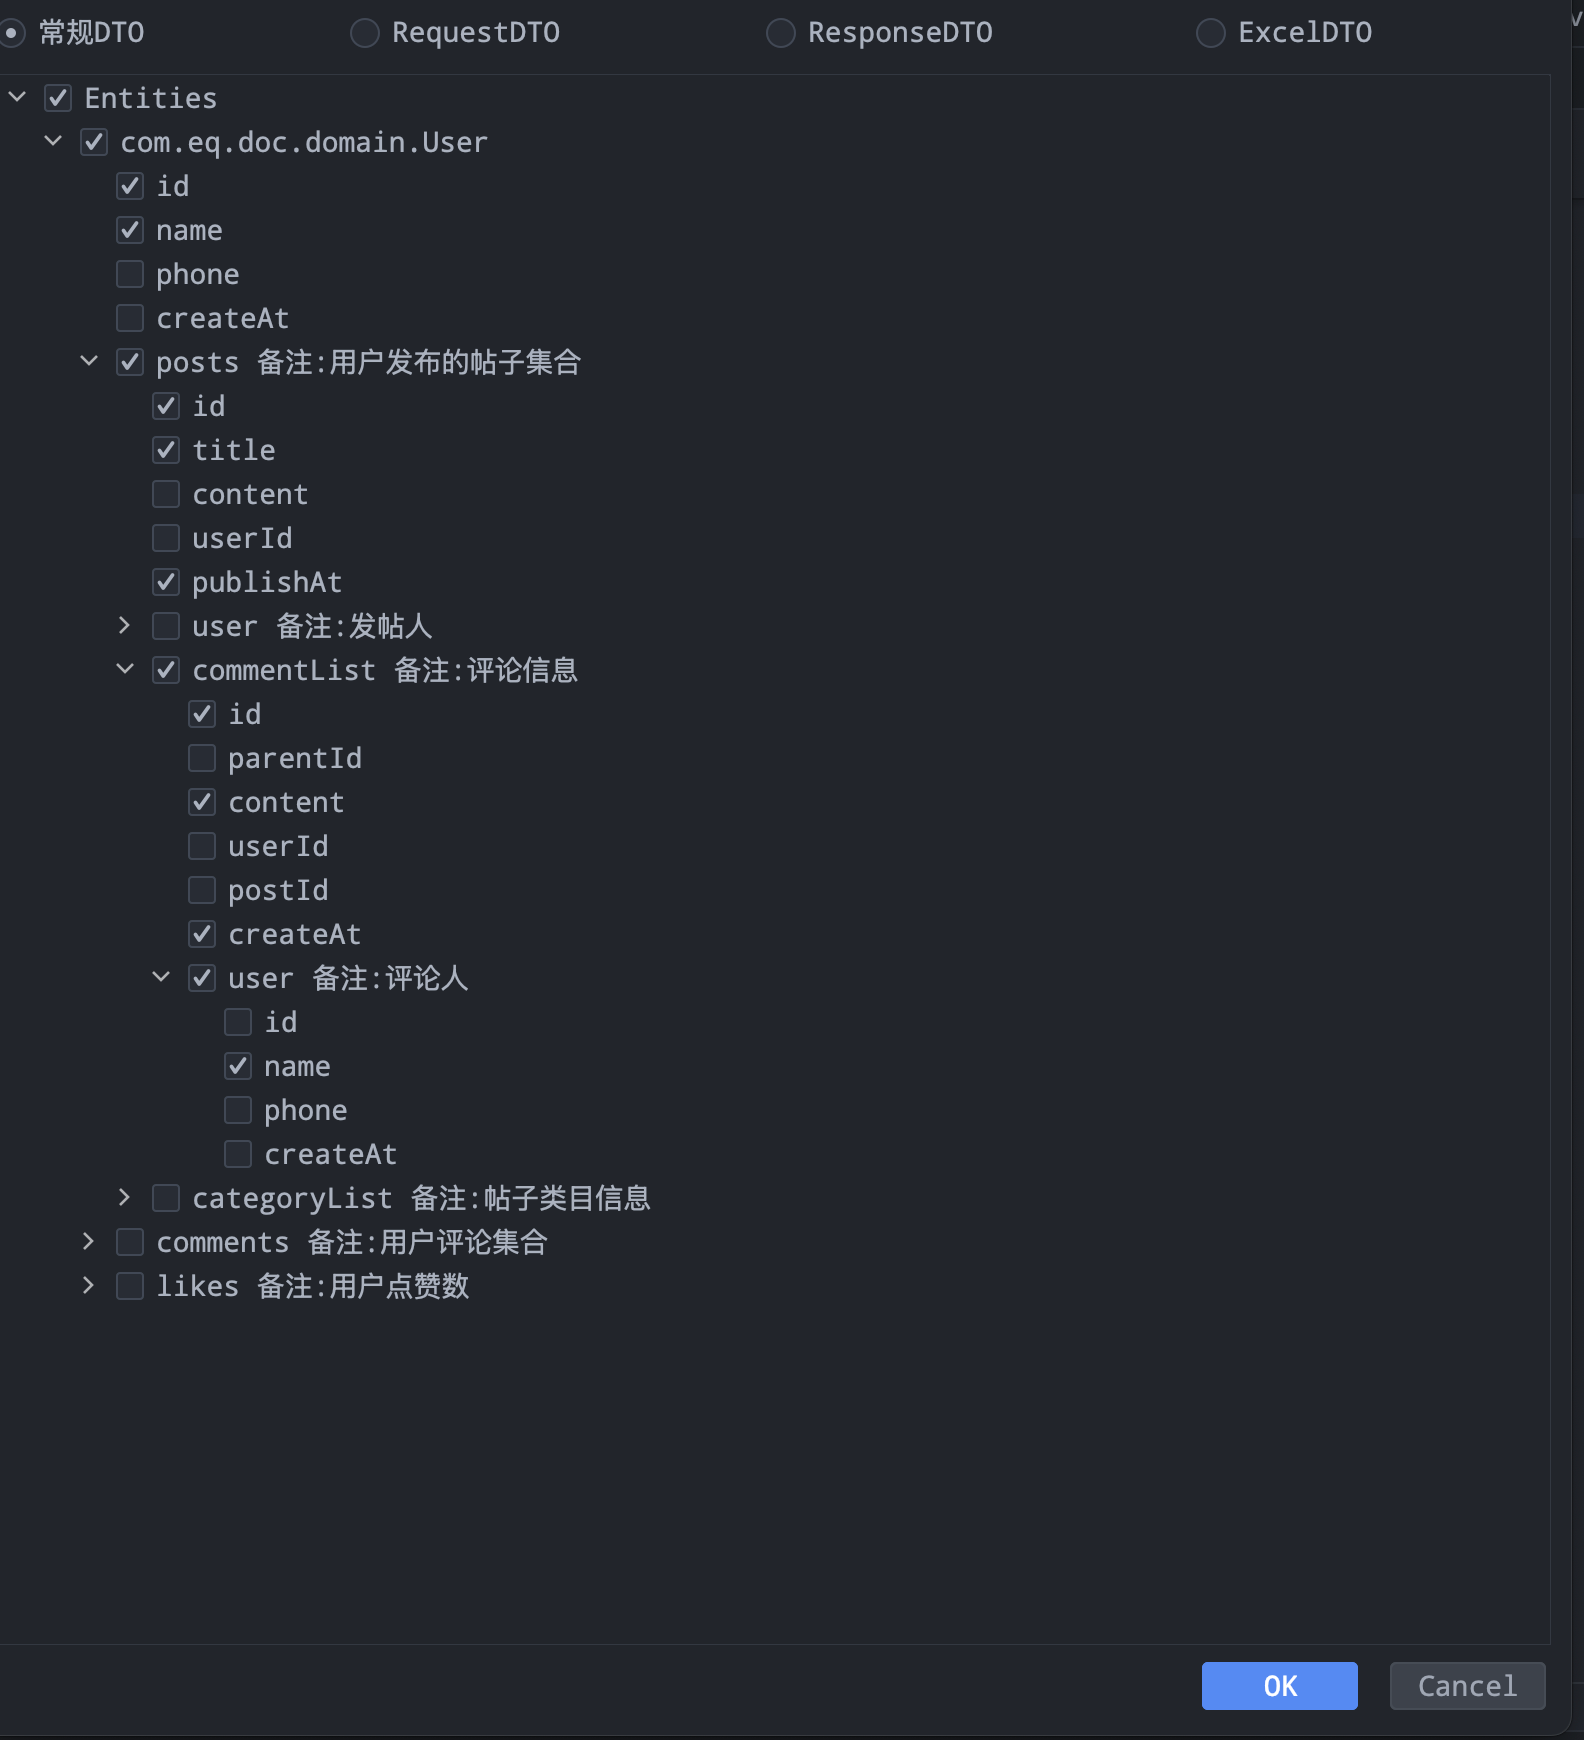 常规DTO RequestDTO ResponseDTO ExcelDTO
Entities
com.eq.doc.domain.User
id
name
phone
createAt
posts 备注:用户发布的帖子集合
id
title
content
userId
publishAt
user 备注:发帖人
commentList 备注:评论信息
id
parentId
content
userId
postId
createAt
user 备注:评论人
id
name
phone
createAt
categoryList 备注:帖子类目信息
comments 备注:用户评论集合
likes 备注:用户点赞数
OK Cancel